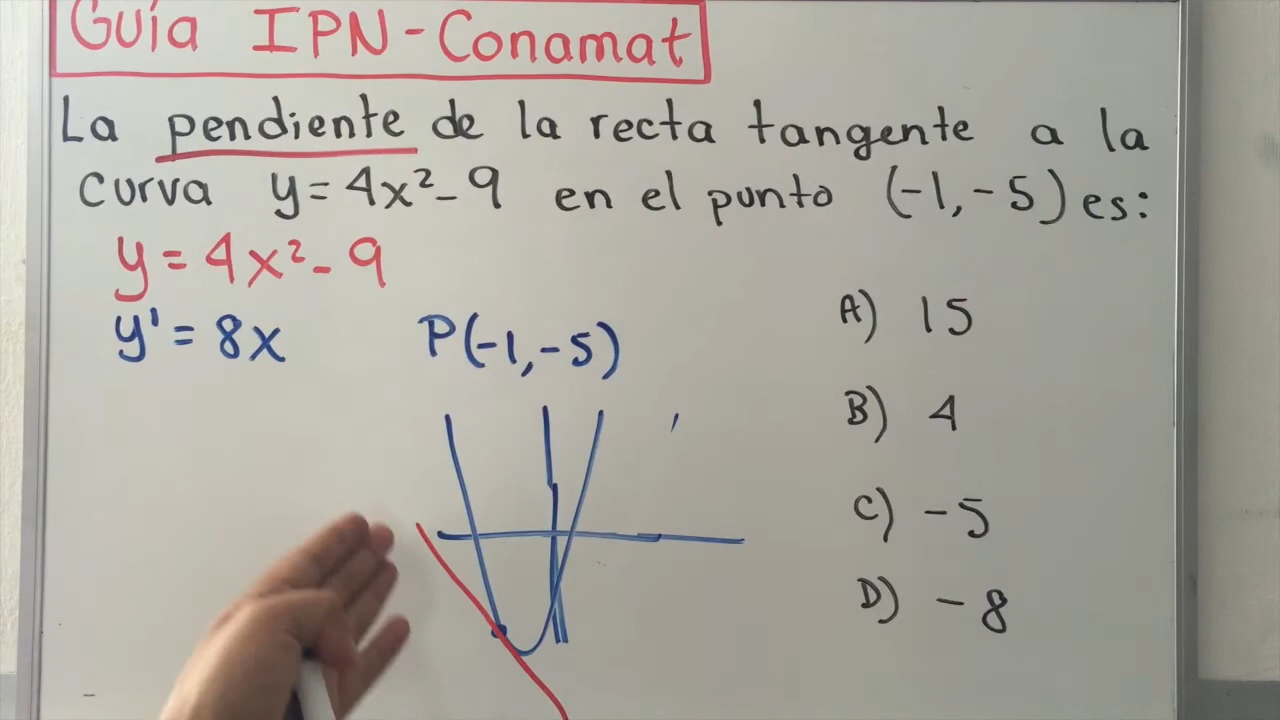 Guía IPN-Conamat
La pendiente de la recta tangente a la
curva y=4x²-9 en el punto (-1,-5) es:
y=4x²-9
y'=8x
P(-1,-5)
A) 15
B) 4
C) -5
D) -8